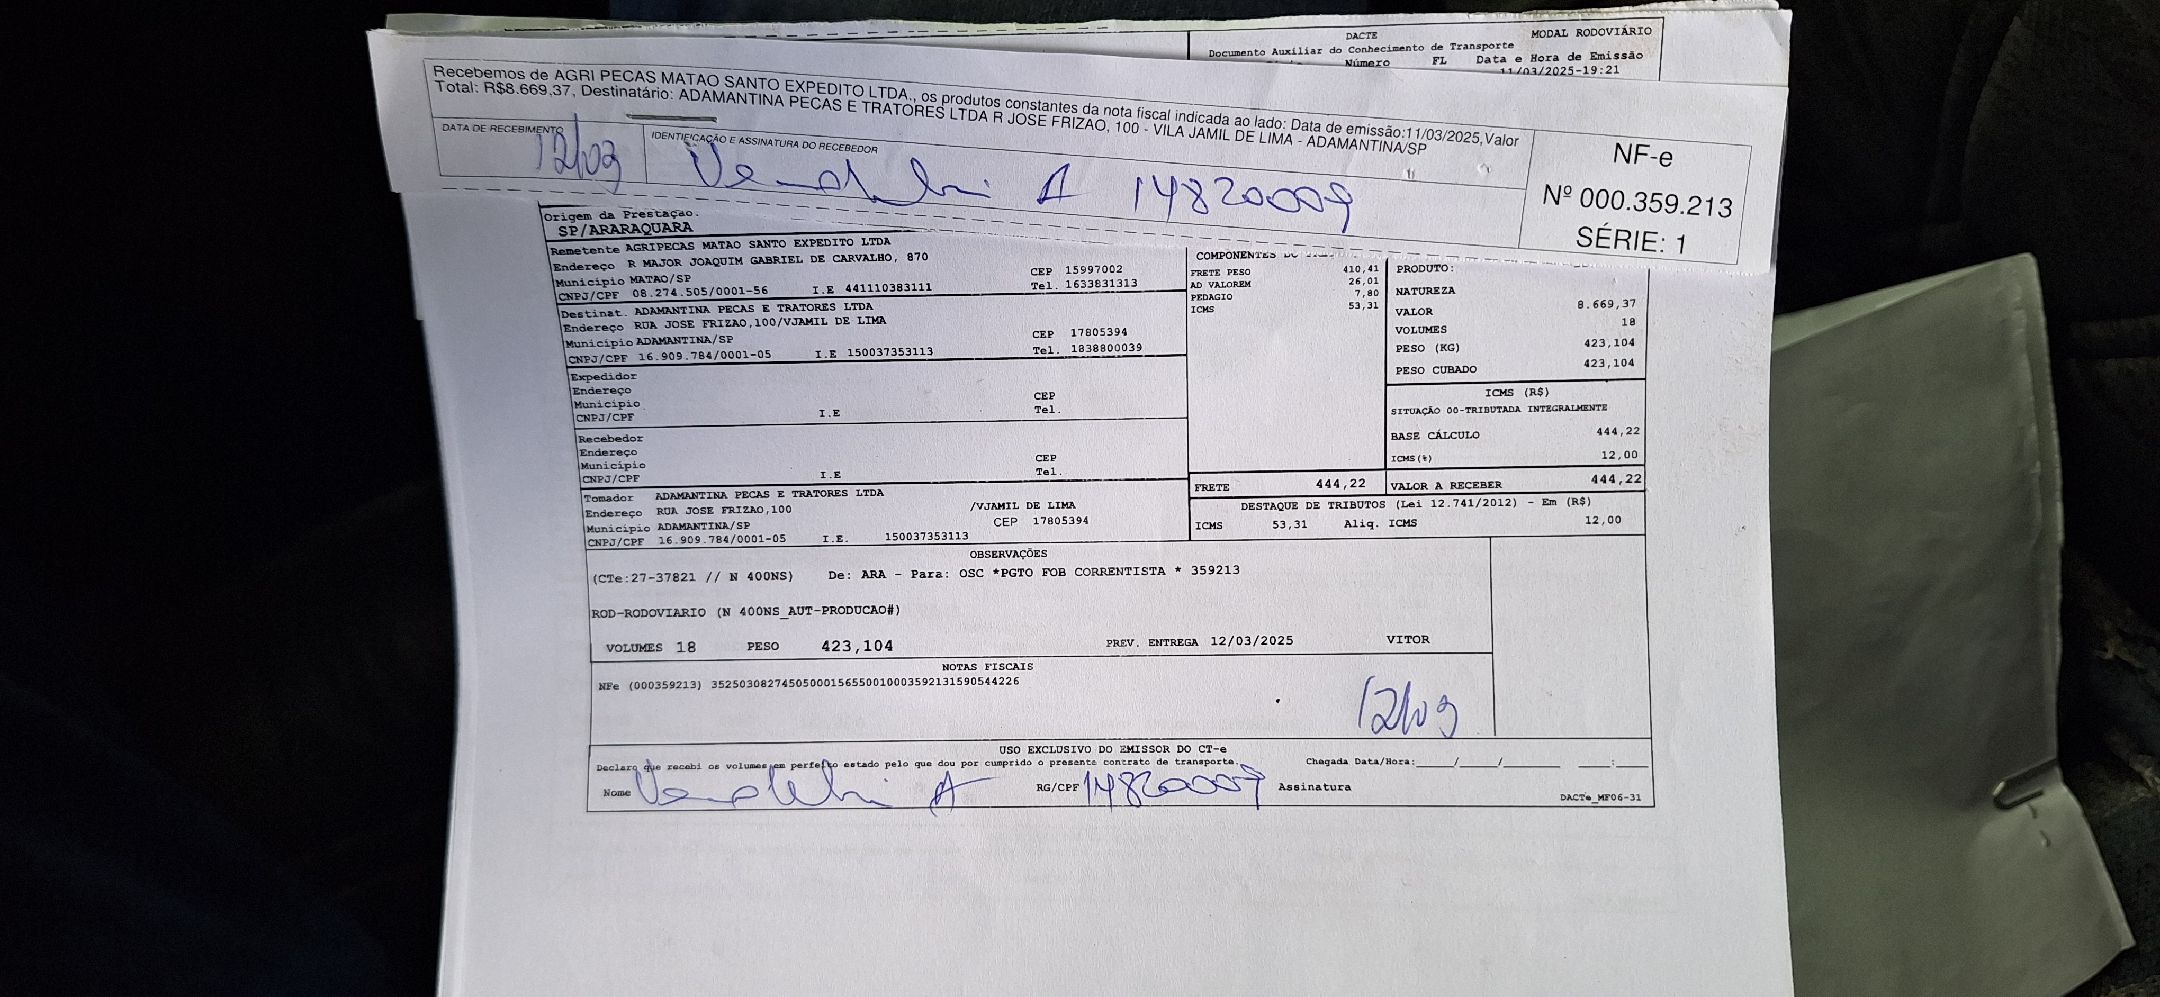 DACTE MODAL RODOVIÁRIO
Documento Auxiliar do Conhecimento de Transporte
Número FL Data e Hora de Emissão
11/03/2025-19:21
Recebemos de AGRI PECAS MATAO SANTO EXPEDITO LTDA., os produtos constantes da nota fiscal indicada ao lado: Data de emissão:11/03/2025,Valor
Total: R$8.669,37, Destinatário: ADAMANTINA PECAS E TRATORES LTDA R JOSE FRIZAO, 100 - VILA JAMIL DE LIMA - ADAMANTINA/SP
DATA DE RECEBIMENTO IDENTIFICAÇÃO E ASSINATURA DO RECEBEDOR
12/03 A 14820009
NF-e
Nº 000.359.213
SÉRIE: 1
Origem da Prestação.
SP/ARARAQUARA
Remetente AGRIPECAS MATAO SANTO EXPEDITO LTDA
Endereço R MAJOR JOAQUIM GABRIEL DE CARVALHO, 870
Município MATAO/SP CEP 15997002
CNPJ/CPF 08.274.505/0001-56 I.E 441110383111 Tel. 1633831313
Destinat. ADAMANTINA PECAS E TRATORES LTDA
Endereço RUA JOSE FRIZAO,100/VJAMIL DE LIMA
Município ADAMANTINA/SP CEP 17805394
CNPJ/CPF 16.909.784/0001-05 I.E 150037353113 Tel. 1838800039
Expedidor
Endereço
Município CEP
CNPJ/CPF I.E Tel.
Recebedor
Endereço
Município CEP
CNPJ/CPF I.E Tel.
Tomador ADAMANTINA PECAS E TRATORES LTDA
Endereço RUA JOSE FRIZAO,100 /VJAMIL DE LIMA
Município ADAMANTINA/SP CEP 17805394
CNPJ/CPF 16.909.784/0001-05 I.E. 150037353113
COMPONENTES
FRETE PESO 410,41
AD VALOREM 26,01
PEDAGIO 7,80
ICMS 53,31
PRODUTO:
NATUREZA
VALOR 8.669,37
VOLUMES 18
PESO (KG) 423,104
PESO CUBADO 423,104
ICMS (R$)
SITUAÇÃO 00-TRIBUTADA INTEGRALMENTE
BASE CÁLCULO 444,22
ICMS(%) 12,00
FRETE 444,22 VALOR A RECEBER 444,22
DESTAQUE DE TRIBUTOS (Lei 12.741/2012) - Em (R$)
ICMS 53,31 Aliq. ICMS 12,00
OBSERVAÇÕES
(CTe:27-37821 // N 400NS) De: ARA - Para: OSC *PGTO FOB CORRENTISTA * 359213
ROD-RODOVIARIO (N 400NS_AUT-PRODUCAO#)
VOLUMES 18 PESO 423,104 PREV. ENTREGA 12/03/2025 VITOR
NOTAS FISCAIS
NFe (000359213) 35250308274505000156550010003592131590544226
12/03
USO EXCLUSIVO DO EMISSOR DO CT-e
Declaro que recebi os volumes em perfeito estado pelo que dou por cumprido o presente contrato de transporte. Chegada Data/Hora:_____/_____/________ ____:____
Nome A RG/CPF 14820009 Assinatura
DACTe_MF06-31